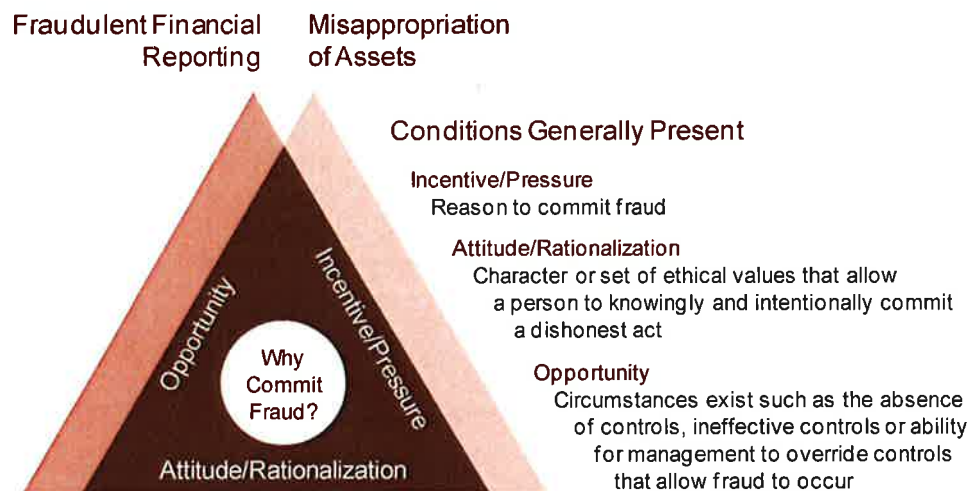 Fraudulent Financial
Reporting
Misappropriation
of Assets
Conditions Generally Present
Incentive/Pressure
Reason to commit fraud
Attitude/Rationalization
Character or set of ethical values that allow
a person to knowingly and intentionally commit
a dishonest act
Opportunity
Circumstances exist such as the absence
of controls, ineffective controls or ability
for management to override controls
that allow fraud to occur
Opportunity
Incentive/Pressure
Why
Commit
Fraud?
Attitude/Rationalization